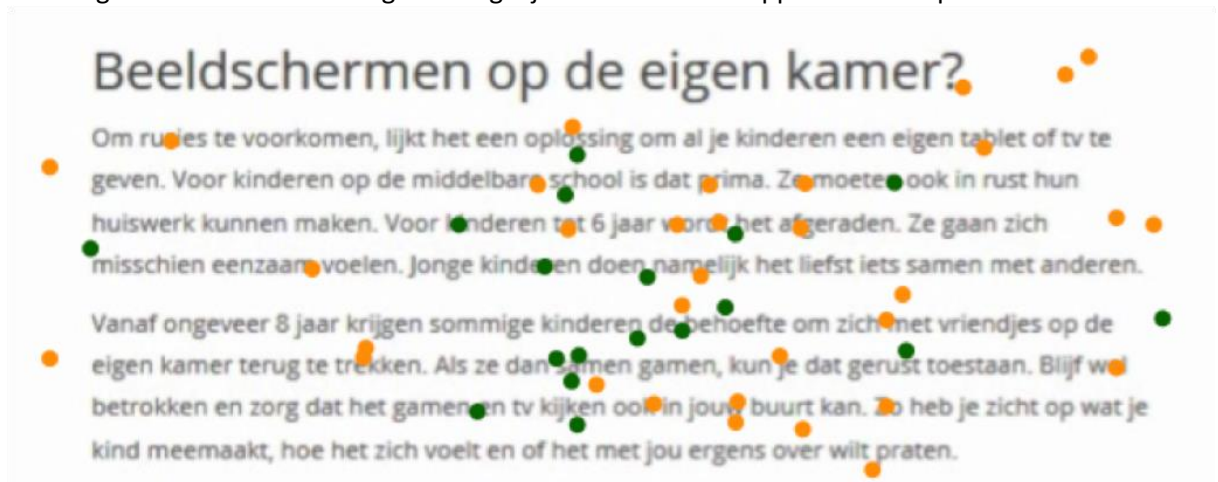 Beeldschermen op de eigen kamer?
Om ruzies te voorkomen, lijkt het een oplossing om al je kinderen een eigen tablet of tv te
geven. Voor kinderen op de middelbare school is dat prima. Ze moeten ook in rust hun
huiswerk kunnen maken. Voor kinderen tot 6 jaar wordt het afgeraden. Ze gaan zich
misschien eenzaam voelen. Jonge kinderen doen namelijk het liefst iets samen met anderen.
Vanaf ongeveer 8 jaar krijgen sommige kinderen de behoefte om zich met vriendjes op de
eigen kamer terug te trekken. Als ze dan samen gamen, kun je dat gerust toestaan. Blijf wel
betrokken en zorg dat het gamen en tv kijken ook in jouw buurt kan. Zo heb je zicht op wat je
kind meemaakt, hoe het zich voelt en of het met jou ergens over wilt praten.